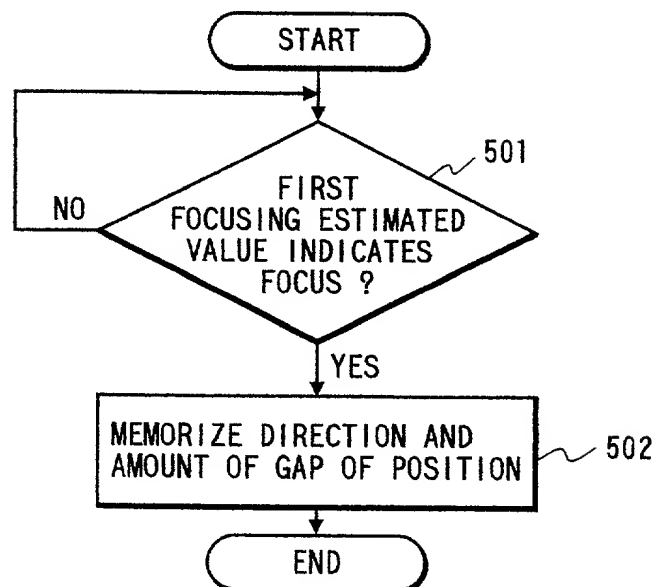 START
501
FIRST
FOCUSING ESTIMATED
VALUE INDICATES
FOCUS ?
NO
YES
MEMORIZE DIRECTION AND
AMOUNT OF GAP OF POSITION
502
END